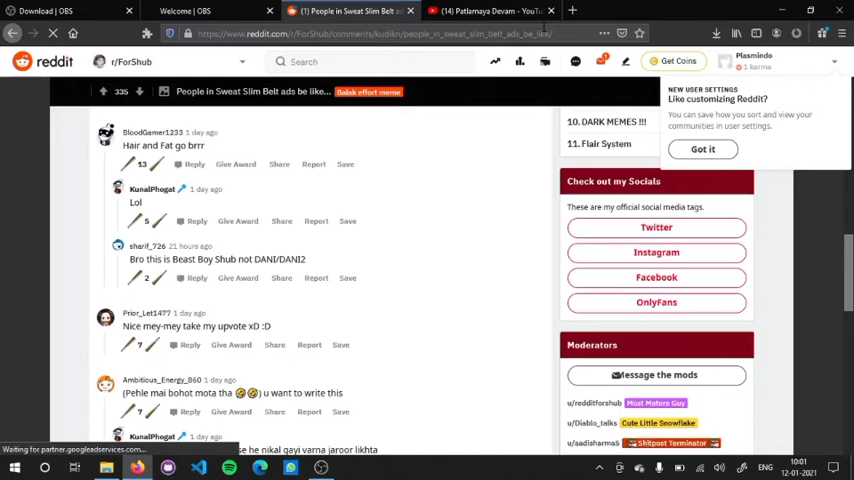 Download | OBS
Welcome | OBS
(1) People in Sweat Slim Belt ad
(14) Patlamaya Devam - YouTu
https://www.reddit.com/r/ForShub/comments/kudikn/people_in_sweat_slim_belt_ads_be_like/
reddit
r/ForShub
Search
Get Coins
Plasmindo
1 karma
335
People in Sweat Slim Belt ads be like...
Balak effort meme
NEW USER SETTINGS
Like customizing Reddit?
You can save how you sort and view your
communities in user settings.
Got it
BloodGamer1233 1 day ago
Hair and Fat go brrr
13 Reply Give Award Share Report Save
KunalPhogat 1 day ago
Lol
5 Reply Give Award Share Report Save
sharif_726 21 hours ago
Bro this is Beast Boy Shub not DANI/DANI2
2 Reply Give Award Share Report Save
Prior_Let1477 1 day ago
Nice mey-mey take my upvote xD :D
7 Reply Give Award Share Report Save
Ambitious_Energy_860 1 day ago
(Pehle mai bohot mota tha 🤣🤣) u want to write this
7 Reply Give Award Share Report Save
KunalPhogat 1 day ago
se he nikal gayi varna jaroor likhta
10. DARK MEMES !!!
11. Flair System
Check out my Socials
These are my official social media tags.
Twitter
Instagram
Facebook
OnlyFans
Moderators
Message the mods
u/redditforshub Most Mature Guy
u/Diablo_talks Cute Little Snowflake
u/aadisharma5 Shitpost Terminator
Waiting for partner.googleadservices.com...
ENG
10:01
12-01-2021